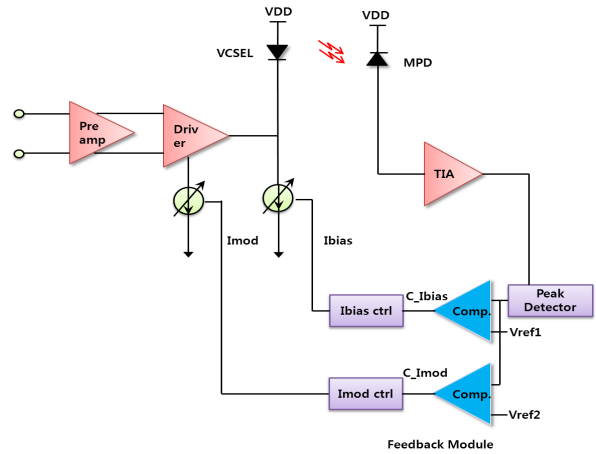 VDD
VDD
VCSEL
MPD
Pre
amp
Driv
er
TIA
Imod
Ibias
C_Ibias
Peak
Detector
Ibias ctrl
Comp.
Vref1
C_Imod
Imod ctrl
Comp.
Vref2
Feedback Module